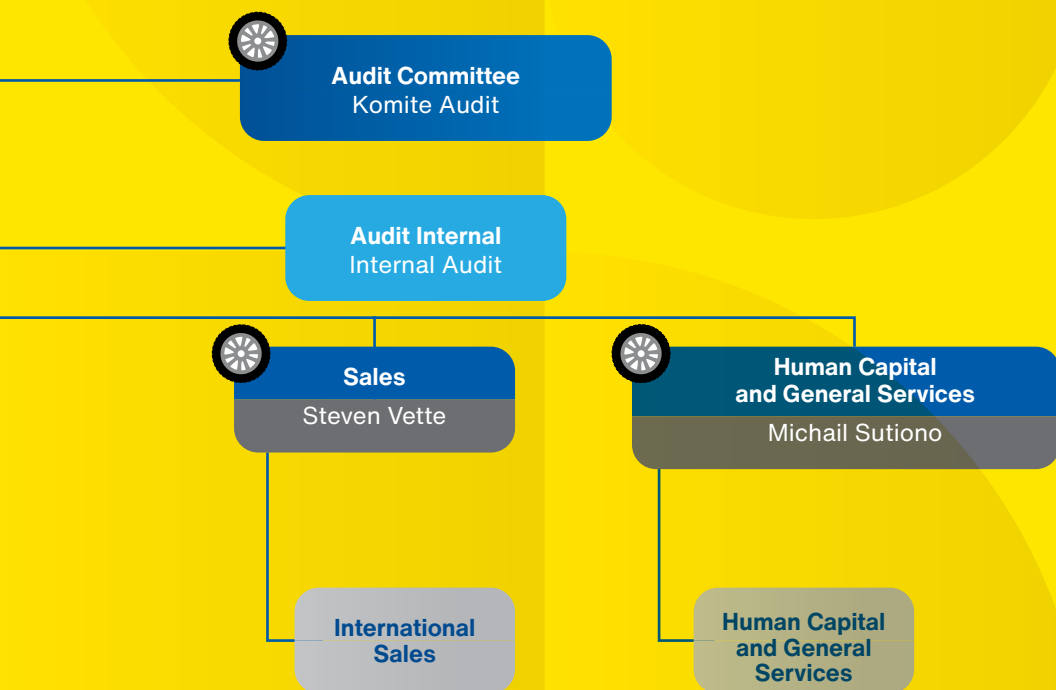 Audit Committee
Komite Audit
Audit Internal
Internal Audit
Sales
Steven Vette
Human Capital
and General Services
Michail Sutiono
International
Sales
Human Capital
and General
Services